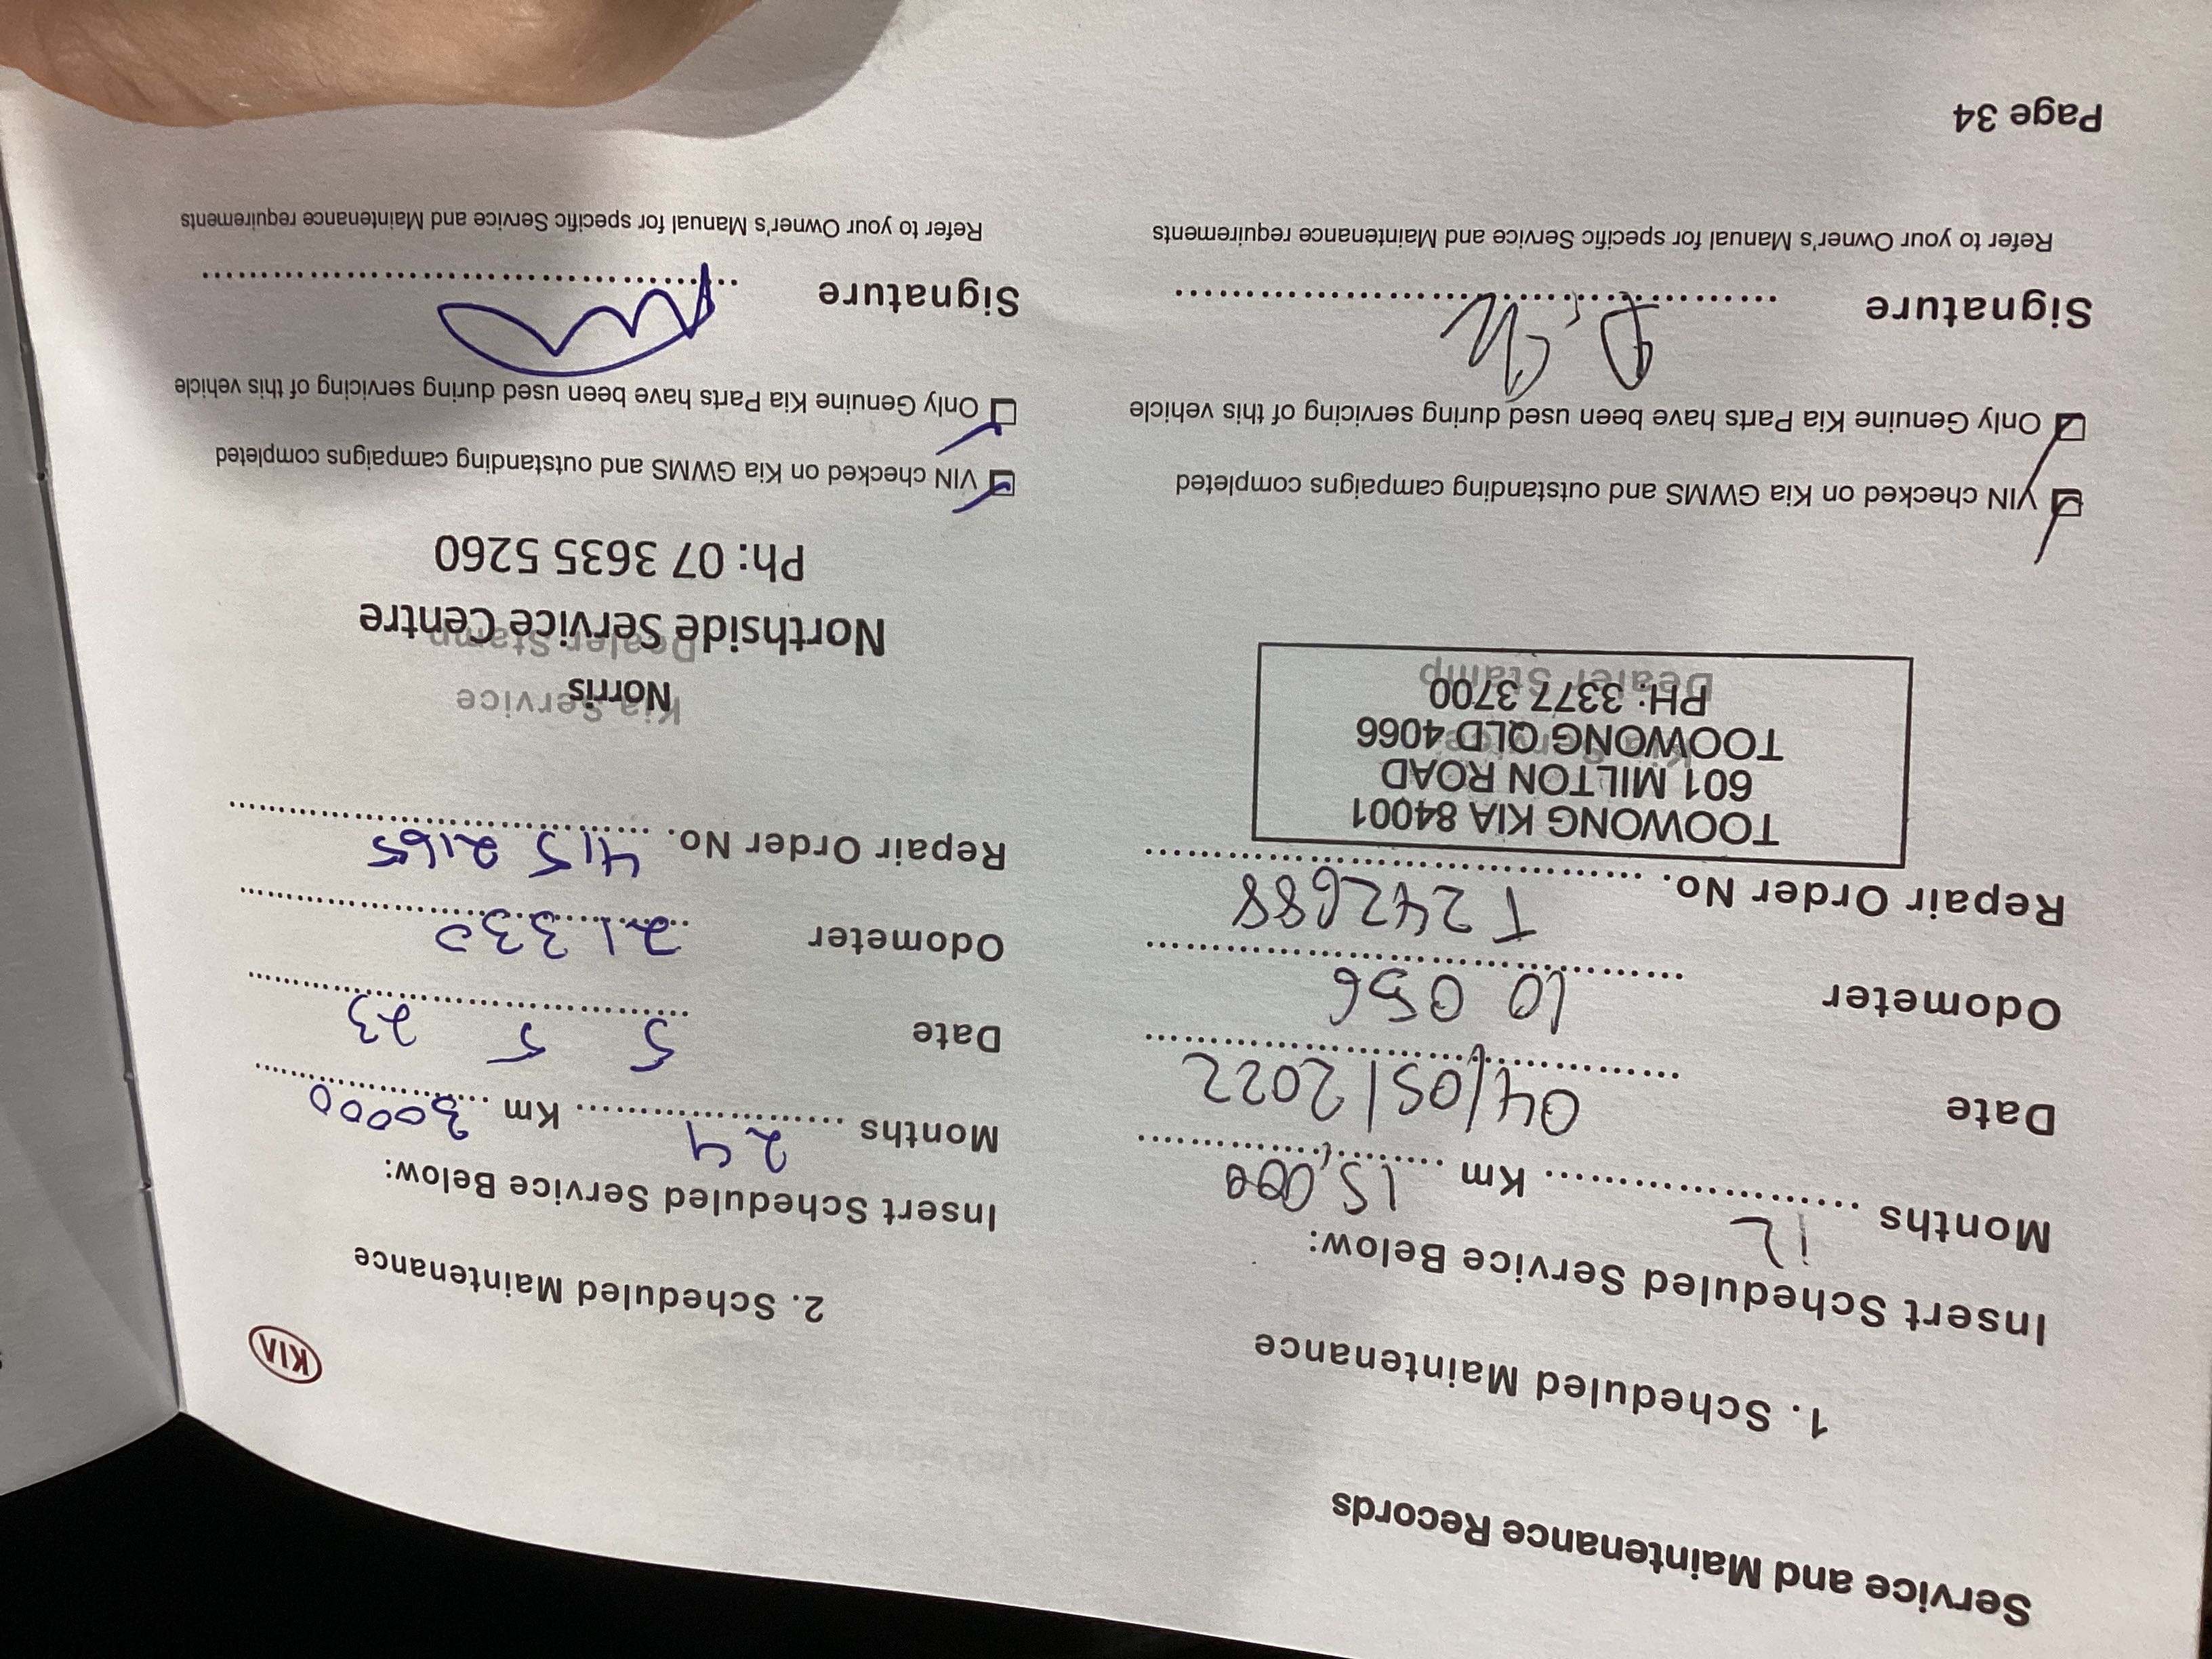 Service and Maintenance Records
KIA
1. Scheduled Maintenance
Insert Scheduled Service Below:
Months 12 Km 15,000
Date 04/05/2022
Odometer 10 056
Repair Order No. T242688
TOOWONG KIA 84001
601 MILTON ROAD
TOOWONG QLD 4066
PH: 3377 3700
Kia Service
Dealer Stamp
VIN checked on Kia GWMS and outstanding campaigns completed
Only Genuine Kia Parts have been used during servicing of this vehicle
Signature
Refer to your Owner's Manual for specific Service and Maintenance requirements
Page 34
2. Scheduled Maintenance
Insert Scheduled Service Below:
Months 24 Km 30000
Date 5 5 23
Odometer 21330
Repair Order No. 415 2165
Kia Service
Norris
Dealer Stamp
Northside Service Centre
Ph: 07 3635 5260
VIN checked on Kia GWMS and outstanding campaigns completed
Only Genuine Kia Parts have been used during servicing of this vehicle
Signature
Refer to your Owner's Manual for specific Service and Maintenance requirements